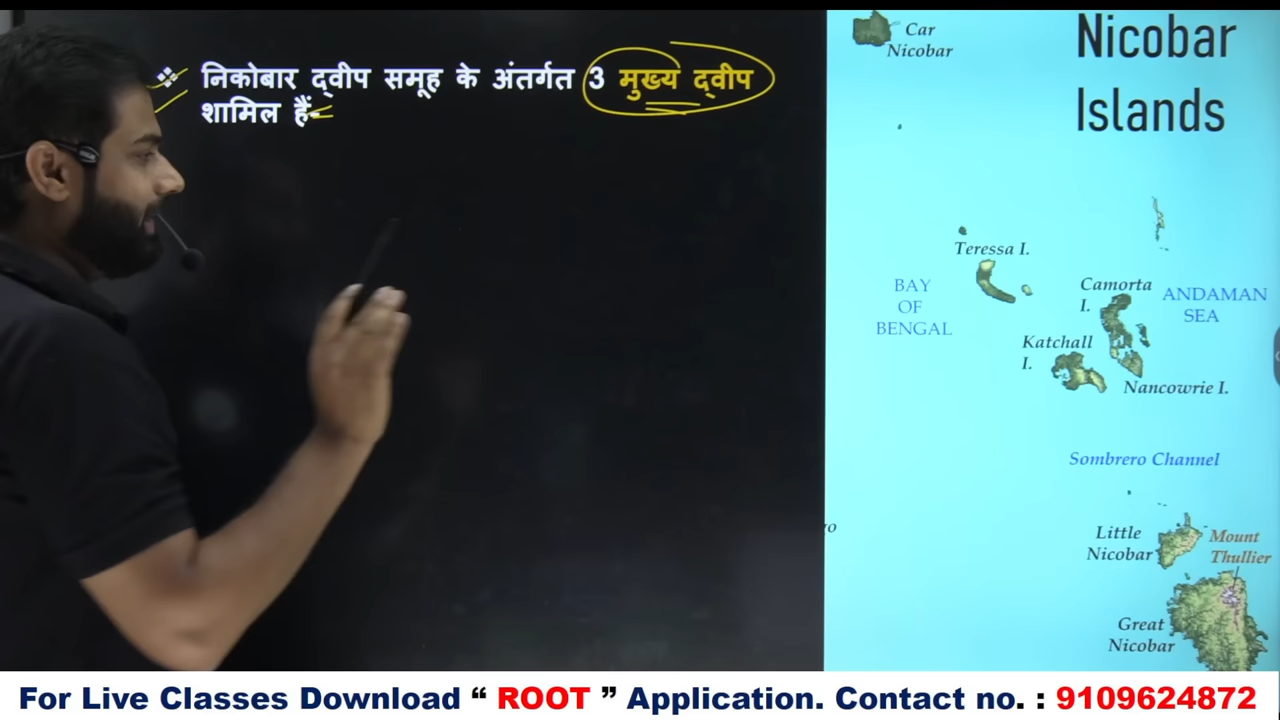 ❖ निकोबार द्वीप समूह के अंतर्गत 3 मुख्य द्वीप
शामिल हैं-
Nicobar
Islands
Car
Nicobar
Teressa I.
BAY
OF
BENGAL
Camorta
I.
ANDAMAN
SEA
Katchall
I.
Nancowrie I.
Sombrero Channel
Little
Nicobar
Mount
Thullier
Great
Nicobar
For Live Classes Download “ ROOT ” Application. Contact no. : 9109624872